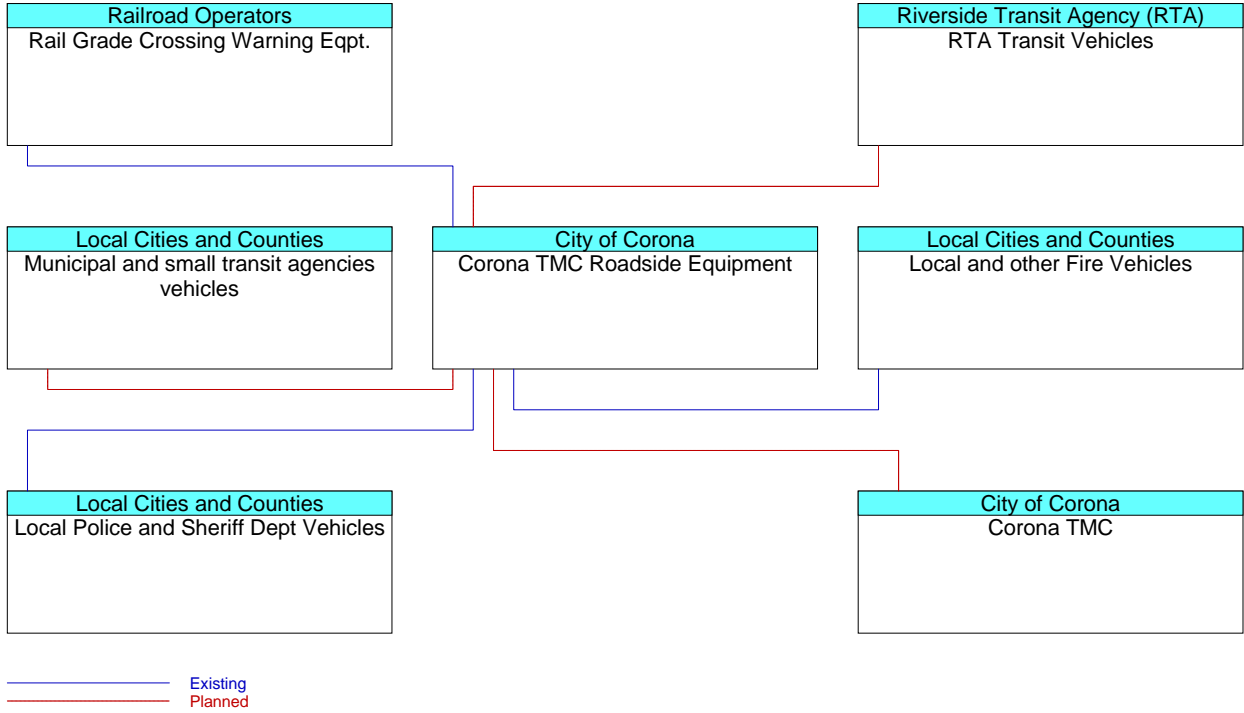 Railroad Operators
Rail Grade Crossing Warning Eqpt.
Riverside Transit Agency (RTA)
RTA Transit Vehicles
Local Cities and Counties
Municipal and small transit agencies
vehicles
City of Corona
Corona TMC Roadside Equipment
Local Cities and Counties
Local and other Fire Vehicles
Local Cities and Counties
Local Police and Sheriff Dept Vehicles
City of Corona
Corona TMC
Existing
Planned